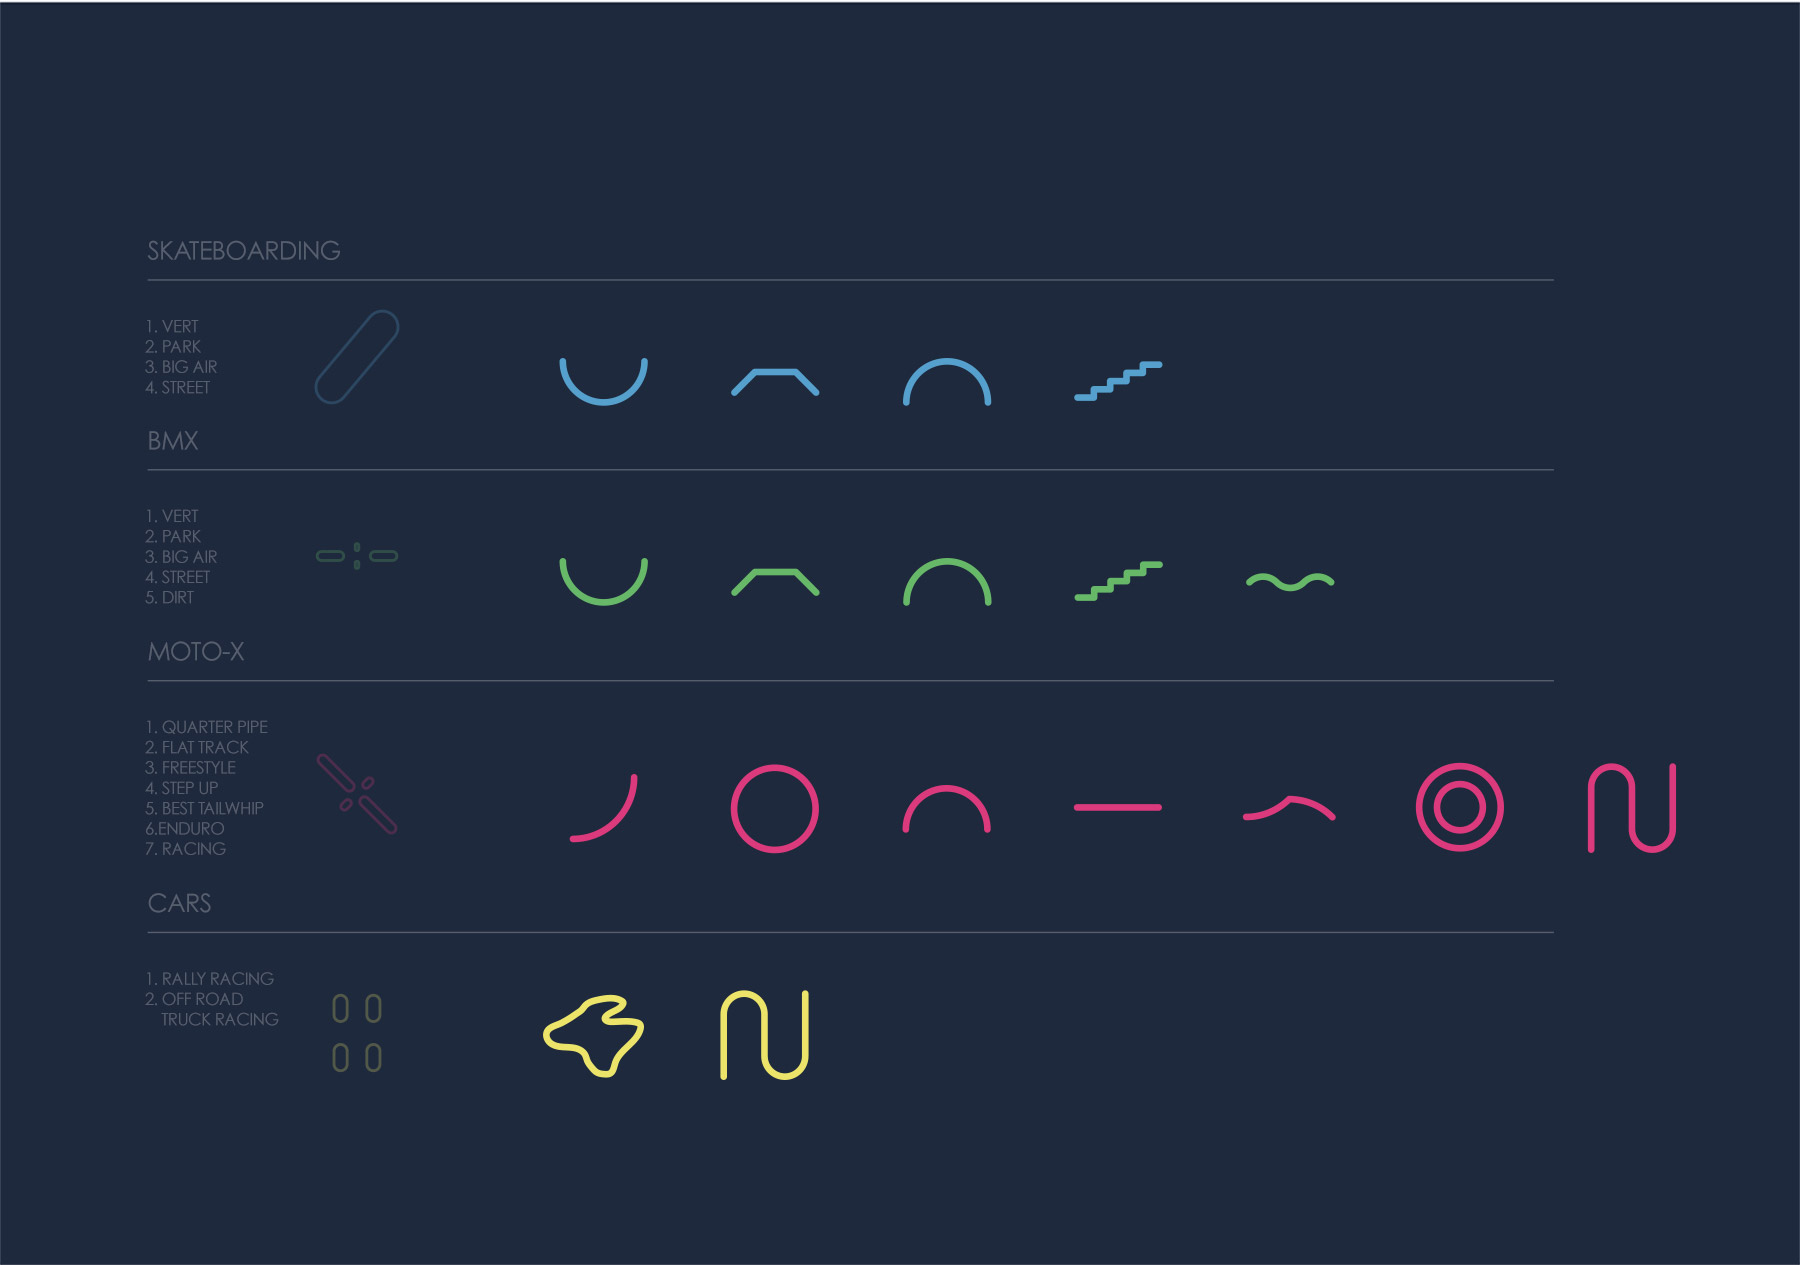 SKATEBOARDING
1. VERT
2. PARK
3. BIG AIR
4. STREET
BMX
1. VERT
2. PARK
3. BIG AIR
4. STREET
5. DIRT
MOTO-X
1. QUARTER PIPE
2. FLAT TRACK
3. FREESTYLE
4. STEP UP
5. BEST TAILWHIP
6.ENDURO
7. RACING
CARS
1. RALLY RACING
2. OFF ROAD
TRUCK RACING